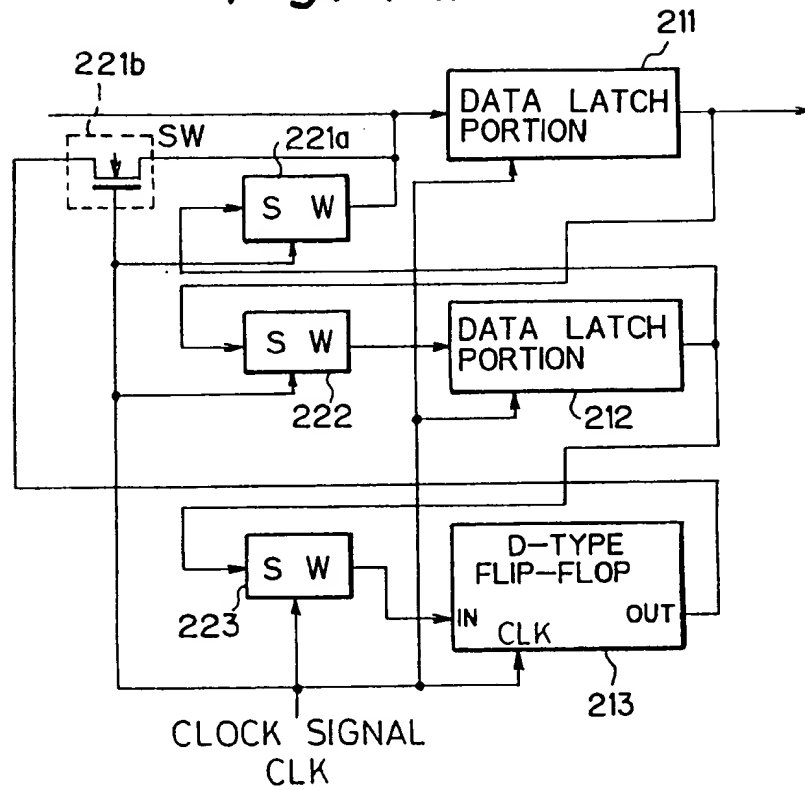 211
221b
SW
221a
DATA LATCH
PORTION
S W
S W
222
DATA LATCH
PORTION
212
S W
223
D-TYPE
FLIP-FLOP
IN
OUT
CLK
213
CLOCK SIGNAL
CLK